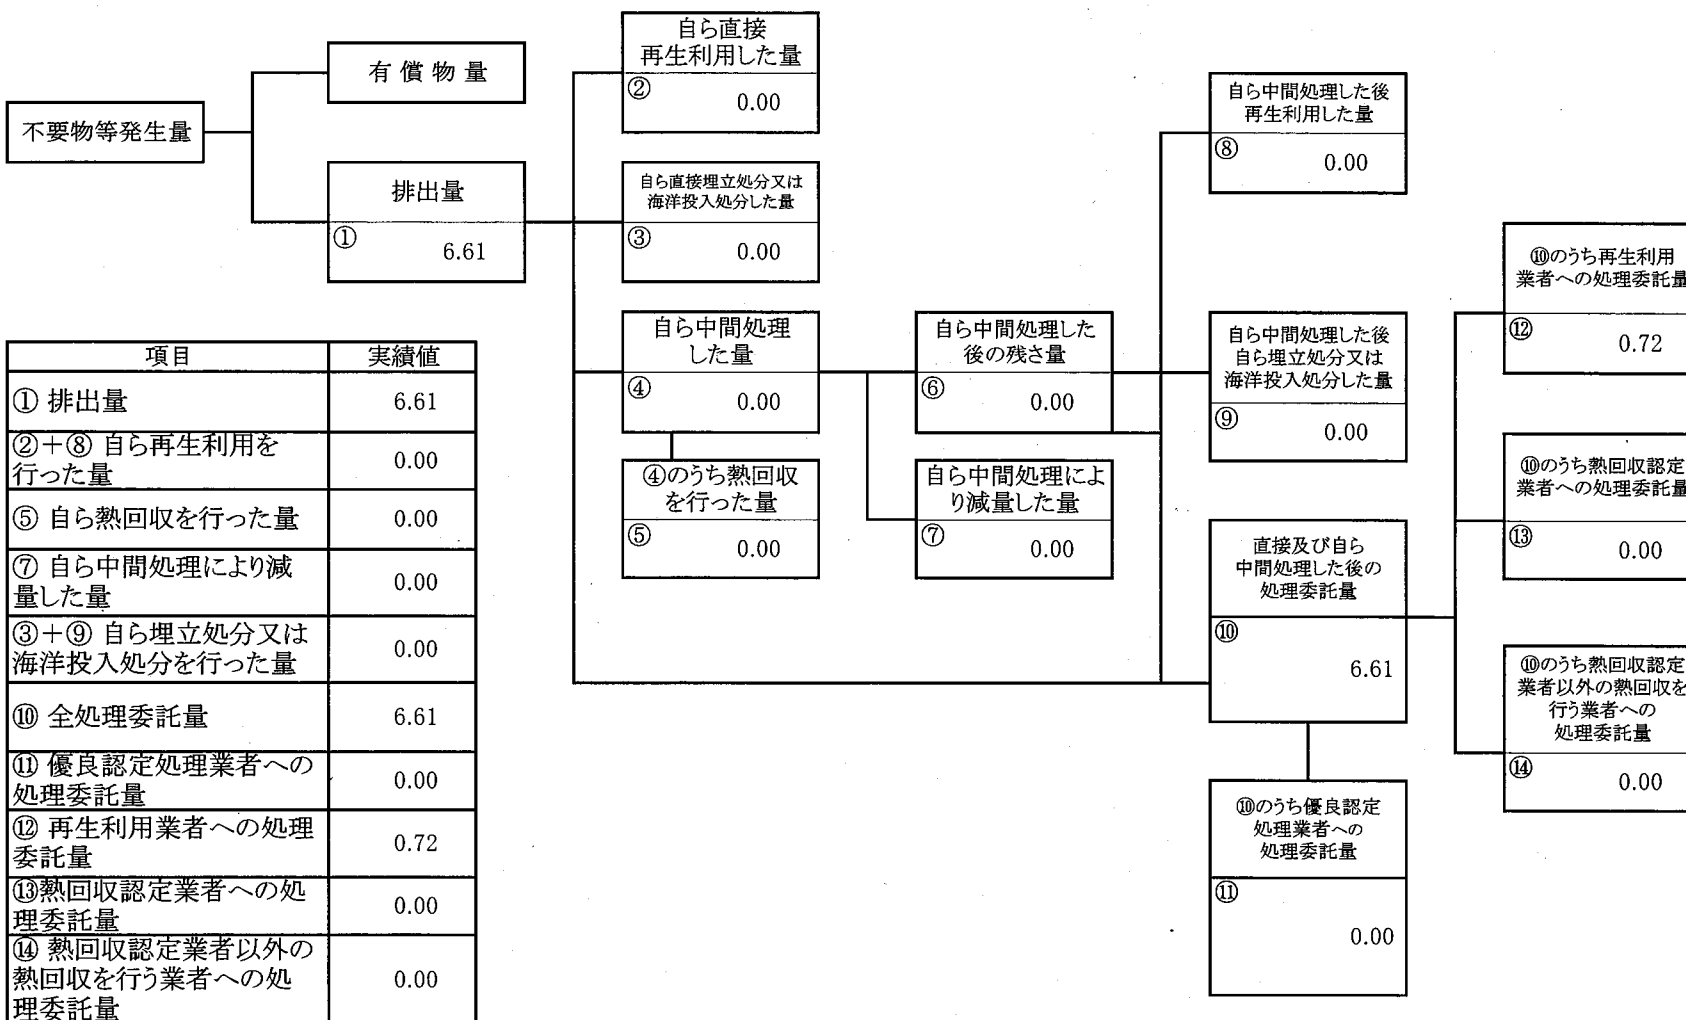 不要物等発生量
有償物量
排出量
① 6.61
自ら直接
再生利用した量
② 0.00
自ら直接埋立処分又は
海洋投入処分した量
③ 0.00
自ら中間処理
した量
④ 0.00
④のうち熱回収
を行った量
⑤ 0.00
自ら中間処理した
後の残さ量
⑥ 0.00
自ら中間処理によ
り減量した量
⑦ 0.00
自ら中間処理した後
再生利用した量
⑧ 0.00
自ら中間処理した後
自ら埋立処分又は
海洋投入処分した量
⑨ 0.00
直接及び自ら
中間処理した後の
処理委託量
⑩ 6.61
⑩のうち優良認定
処理業者への
処理委託量
⑪ 0.00
⑩のうち再生利用
業者への処理委託量
⑫ 0.72
⑩のうち熱回収認定
業者への処理委託量
⑬ 0.00
⑩のうち熱回収認定
業者以外の熱回収を
行う業者への
処理委託量
⑭ 0.00
項目 実績値
① 排出量 6.61
②+⑧ 自ら再生利用を
行った量 0.00
⑤ 自ら熱回収を行った量 0.00
⑦ 自ら中間処理により減
量した量 0.00
③+⑨ 自ら埋立処分又は
海洋投入処分を行った量 0.00
⑩ 全処理委託量 6.61
⑪ 優良認定処理業者への
処理委託量 0.00
⑫ 再生利用業者への処理
委託量 0.72
⑬熱回収認定業者への処
理委託量 0.00
⑭ 熱回収認定業者以外の
熱回収を行う業者への処
理委託量 0.00